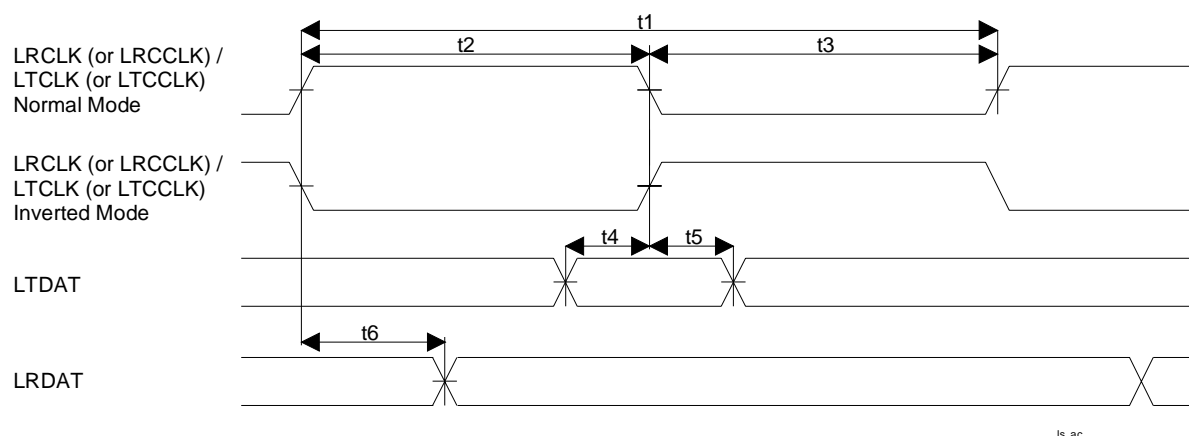 t1
t2
t3
LRCLK (or LRCCLK) /
LTCLK (or LTCCLK)
Normal Mode
LRCLK (or LRCCLK) /
LTCLK (or LTCCLK)
Inverted Mode
t4
t5
LTDAT
t6
LRDAT
ls_ac